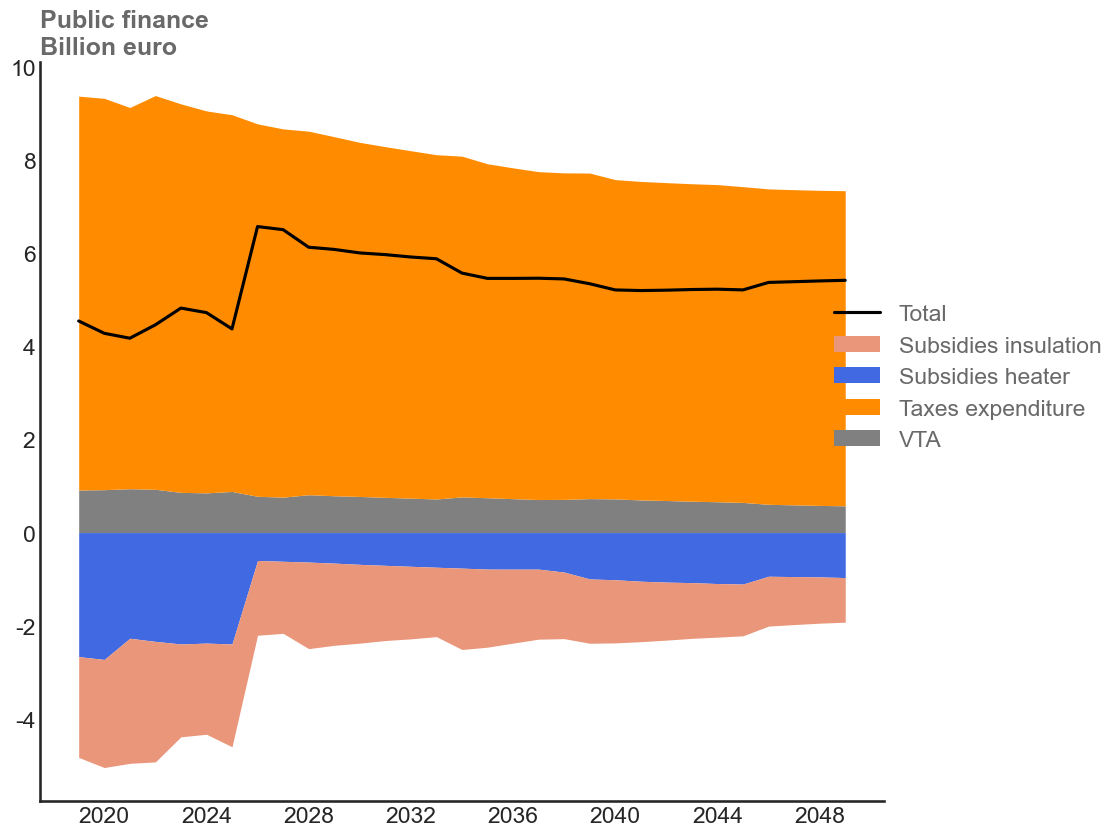 Public finance
Billion euro
10
8
6
4
2
0
-2
-4
2020 2024 2028 2032 2036 2040 2044 2048
Total
Subsidies insulation
Subsidies heater
Taxes expenditure
VTA